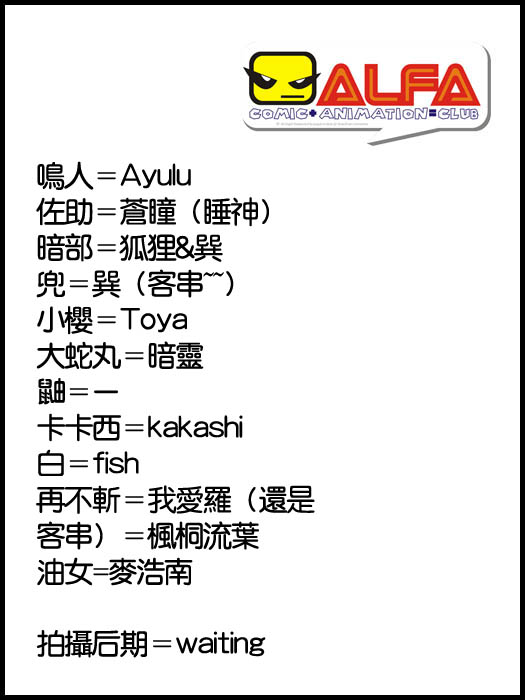 ALFA
COMIC+ANIMATION=CLUB
鳴人＝Ayulu
佐助＝蒼瞳（睡神）
暗部＝狐狸&巽
兜＝巽（客串~~）
小櫻＝Toya
大蛇丸＝暗靈
鼬＝一
卡卡西＝kakashi
白＝fish
再不斬＝我愛羅（還是
客串）＝楓桐流葉
油女=麥浩南
拍攝后期＝waiting